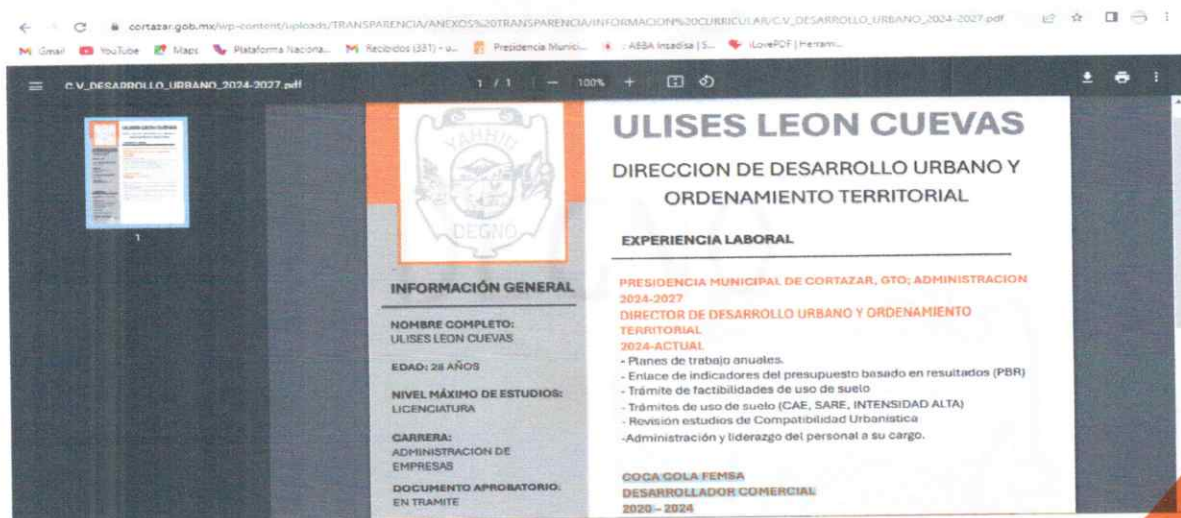 cortazar.gob.mx/wp-content/uploads/TRANSPARENCIA/ANEXOS%20TRANSPARENCIA/INFORMACION%20CURRICULAR/C.V_DESARROLLO_URBANO_2024-2027.pdf
Gmail YouTube Maps Plataforma Naciona... Recibidos (331) - u... Presidencia Munici... : ABBA Insadisa | S... iLovePDF | Herrami...
C.V_DESARROLLO_URBANO_2024-2027.pdf 1 / 1 — 100% +
1
YAHHID
DEGNO
INFORMACIÓN GENERAL
NOMBRE COMPLETO:
ULISES LEON CUEVAS
EDAD: 28 AÑOS
NIVEL MÁXIMO DE ESTUDIOS:
LICENCIATURA
CARRERA:
ADMINISTRACION DE
EMPRESAS
DOCUMENTO APROBATORIO:
EN TRAMITE
ULISES LEON CUEVAS
DIRECCION DE DESARROLLO URBANO Y
ORDENAMIENTO TERRITORIAL
EXPERIENCIA LABORAL
PRESIDENCIA MUNICIPAL DE CORTAZAR, GTO; ADMINISTRACION
2024-2027
DIRECTOR DE DESARROLLO URBANO Y ORDENAMIENTO
TERRITORIAL
2024-ACTUAL
- Planes de trabajo anuales.
- Enlace de indicadores del presupuesto basado en resultados (PBR)
- Trámite de factibilidades de uso de suelo
- Trámitos de uso de suelo (CAE, SARE, INTENSIDAD ALTA)
- Revisión estudios de Compatibilidad Urbanística
-Administración y liderazgo del personal a su cargo.
COCA COLA FEMSA
DESARROLLADOR COMERCIAL
2020 – 2024